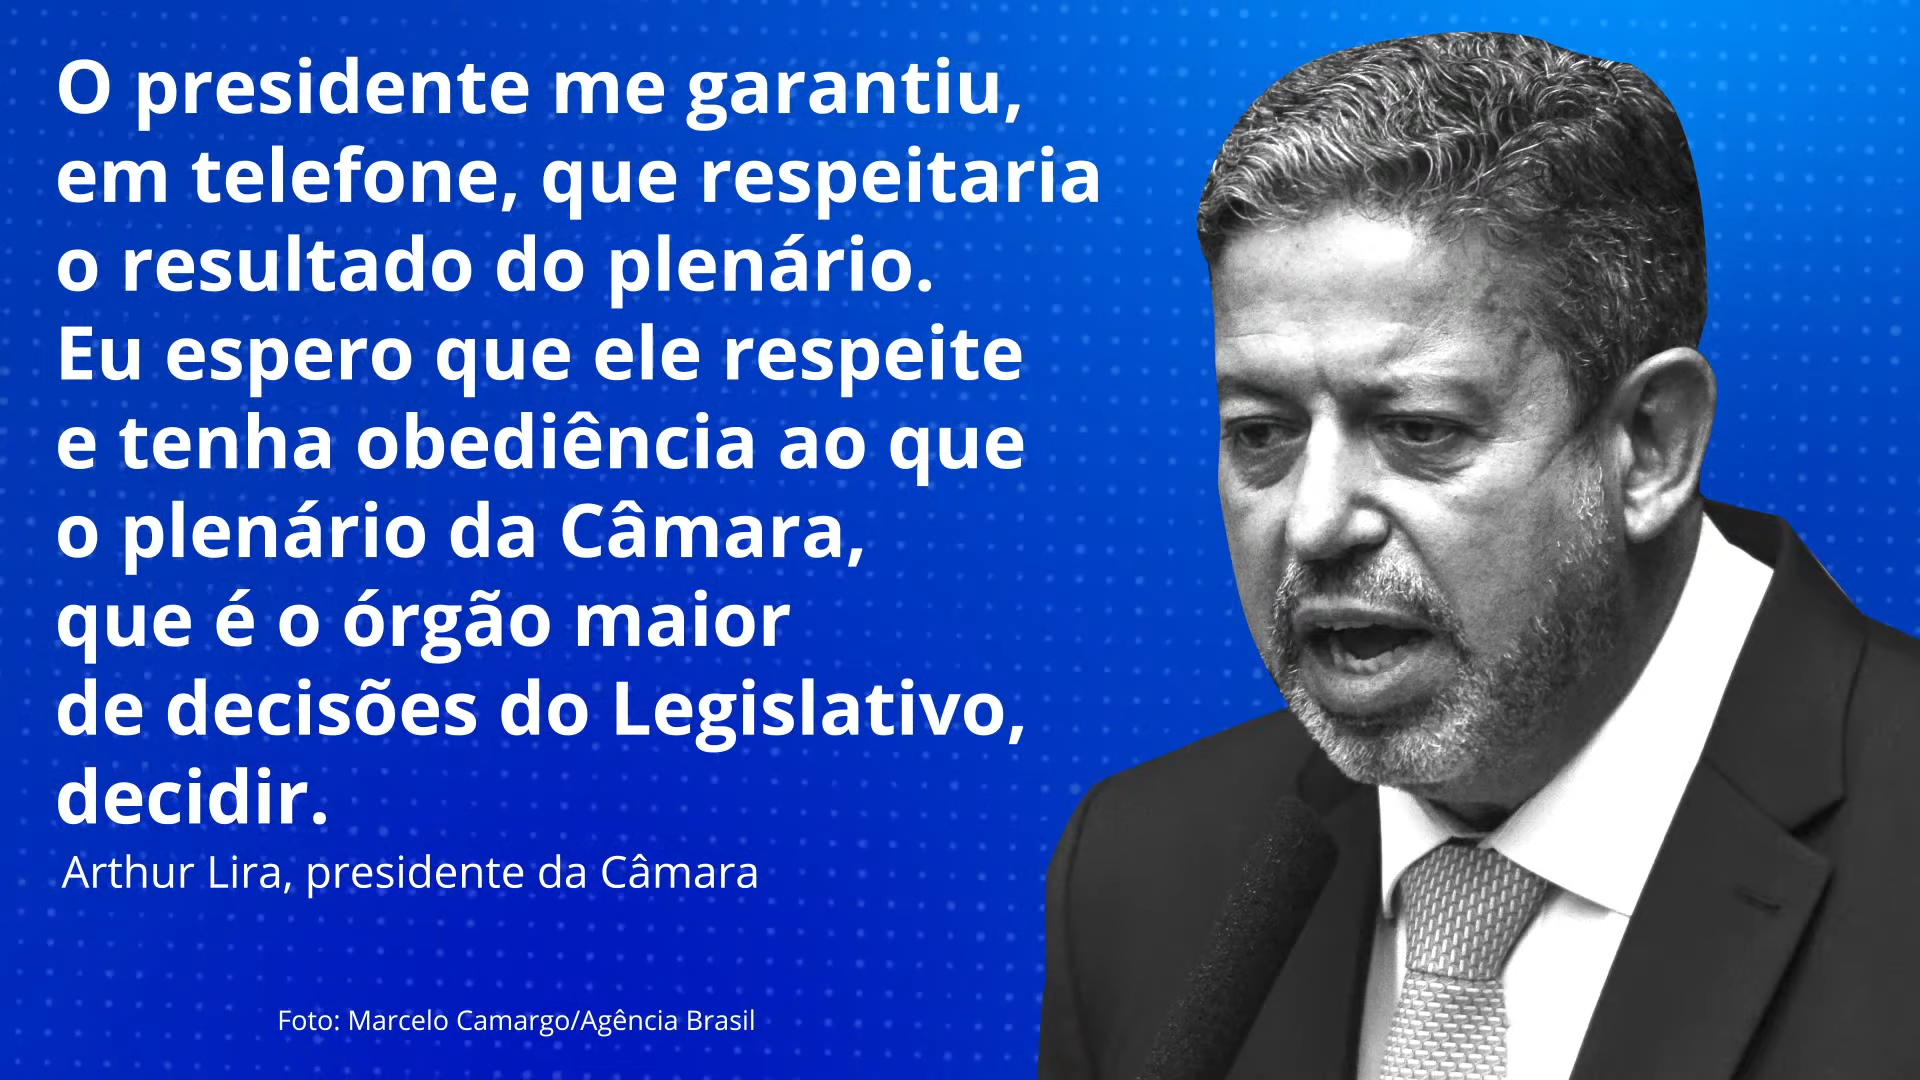 O presidente me garantiu,
em telefone, que respeitaria
o resultado do plenário.
Eu espero que ele respeite
e tenha obediência ao que
o plenário da Câmara,
que é o órgão maior
de decisões do Legislativo,
decidir.
Arthur Lira, presidente da Câmara
Foto: Marcelo Camargo/Agência Brasil